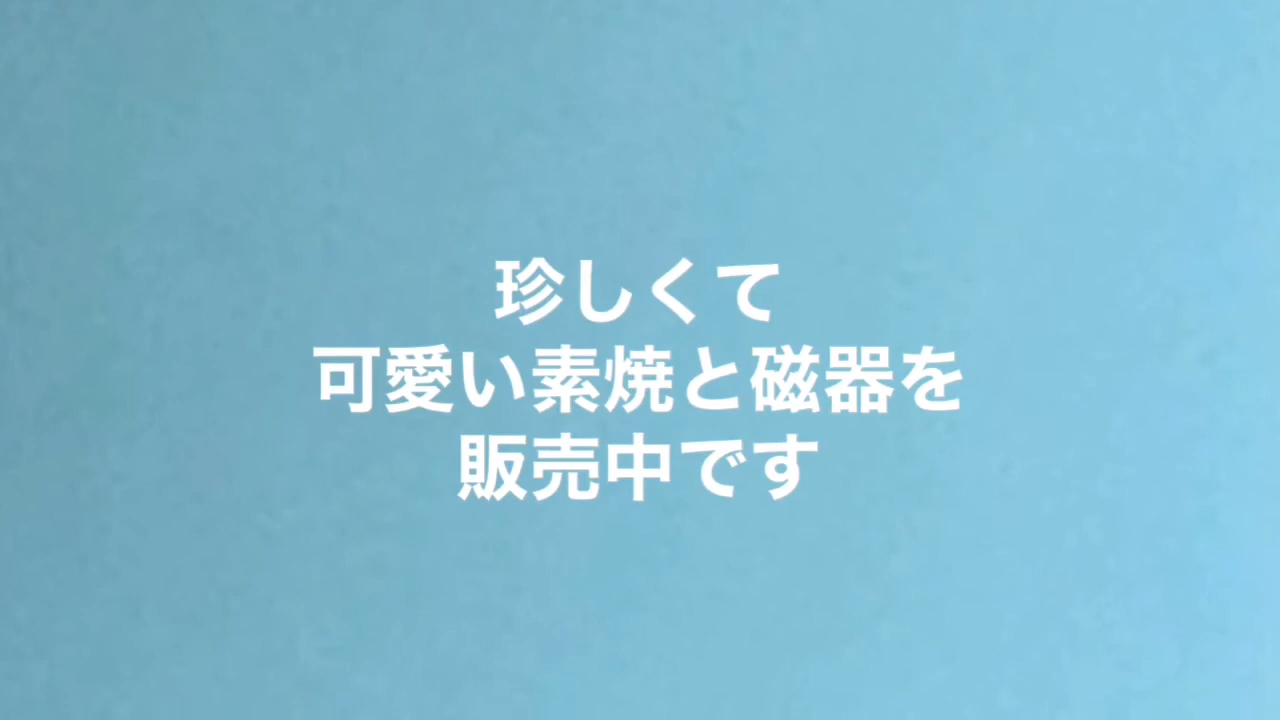 珍しくて
可愛い素焼と磁器を
販売中です